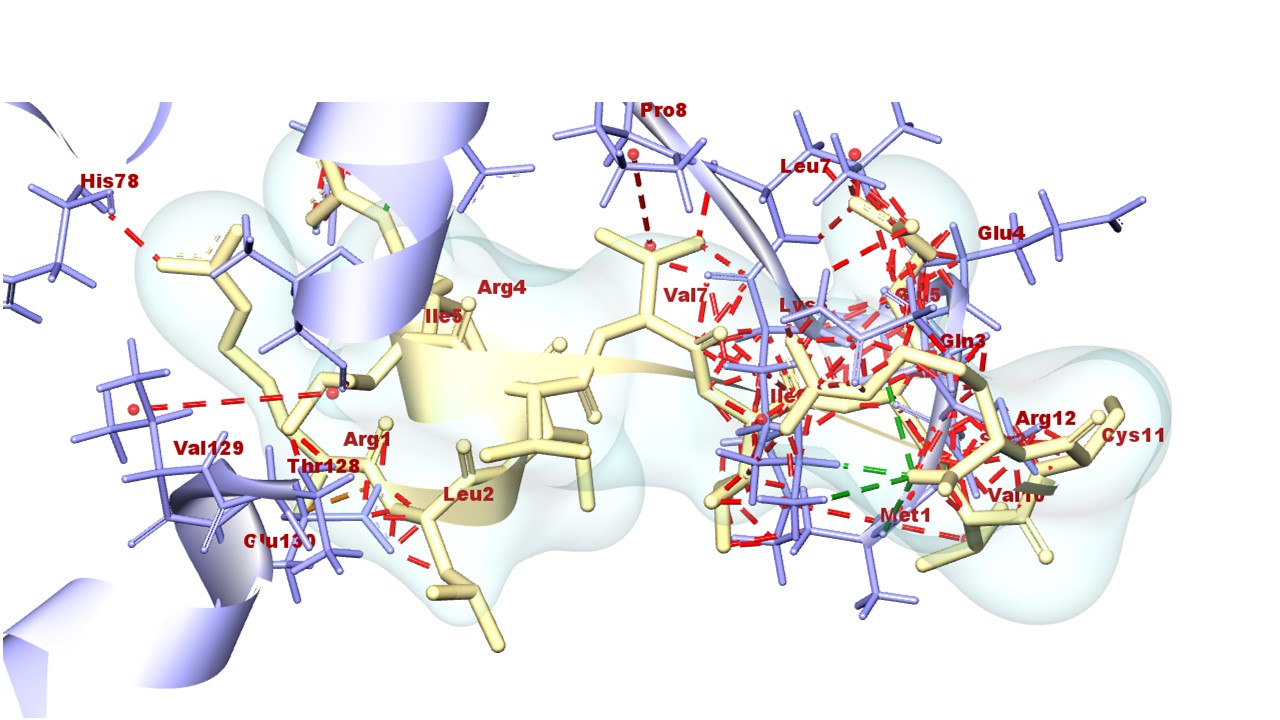 Pro8
Leu7
His78
Glu4
Arg4
Val7
Ile5
Gln3
Arg12
Cys11
Arg1
Val129
Thr128
Leu2
Met1
Glu130